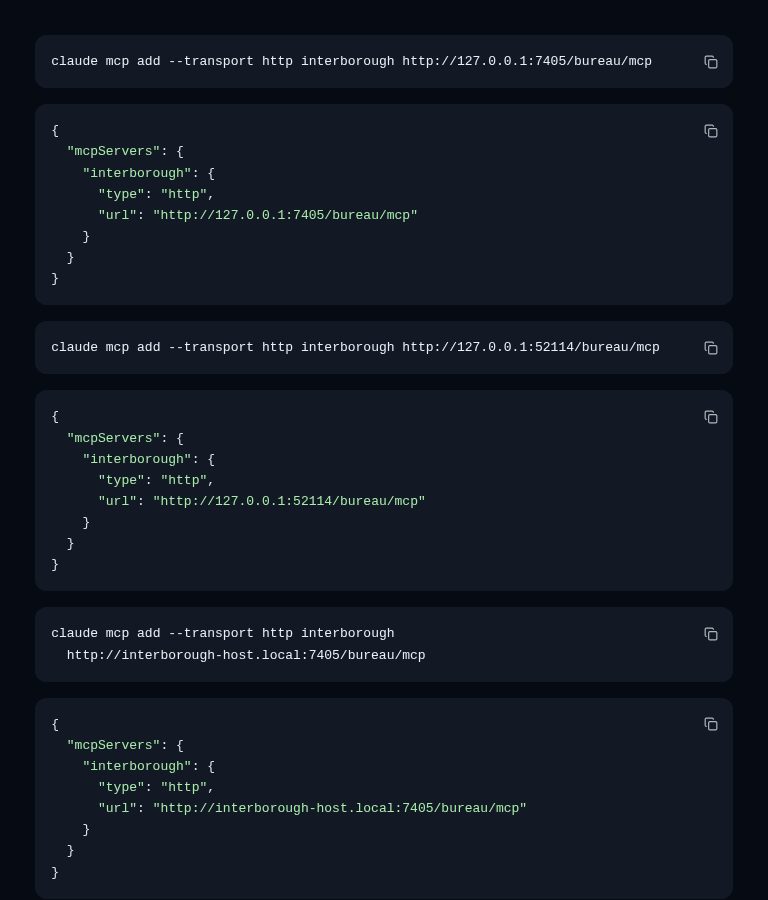 claude mcp add --transport http interborough http://127.0.0.1:7405/bureau/mcp
{
  "mcpServers": {
    "interborough": {
      "type": "http",
      "url": "http://127.0.0.1:7405/bureau/mcp"
    }
  }
}
claude mcp add --transport http interborough http://127.0.0.1:52114/bureau/mcp
{
  "mcpServers": {
    "interborough": {
      "type": "http",
      "url": "http://127.0.0.1:52114/bureau/mcp"
    }
  }
}
claude mcp add --transport http interborough
  http://interborough-host.local:7405/bureau/mcp
{
  "mcpServers": {
    "interborough": {
      "type": "http",
      "url": "http://interborough-host.local:7405/bureau/mcp"
    }
  }
}